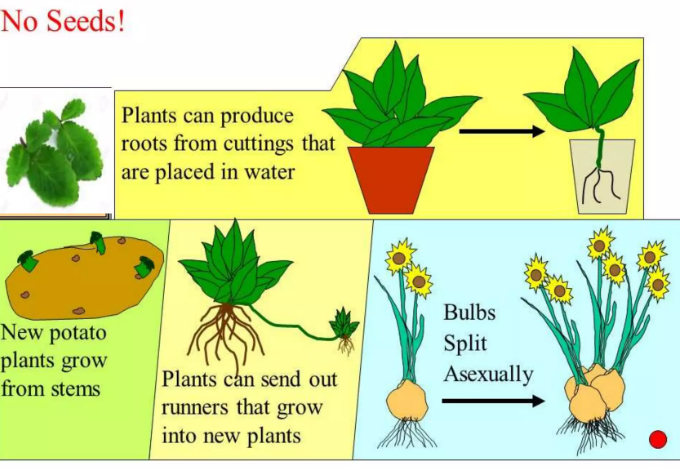 No Seeds!
Plants can produce
roots from cuttings that
are placed in water
New potato
plants grow
from stems
Plants can send out
runners that grow
into new plants
Bulbs
Split
Asexually